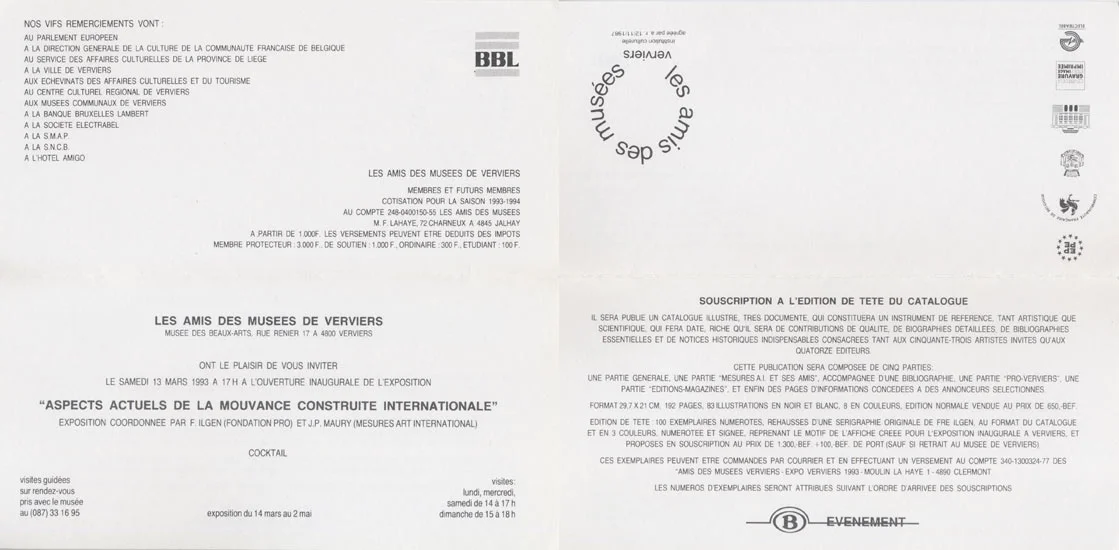 NOS VIFS REMERCIEMENTS VONT :
AU PARLEMENT EUROPEEN
A LA DIRECTION GENERALE DE LA CULTURE DE LA COMMUNAUTE FRANCAISE DE BELGIQUE
AU SERVICE DES AFFAIRES CULTURELLES DE LA PROVINCE DE LIEGE
A LA VILLE DE VERVIERS
AUX ECHEVINATS DES AFFAIRES CULTURELLES ET DU TOURISME
AU CENTRE CULTUREL REGIONAL DE VERVIERS
AUX MUSEES COMMUNAUX DE VERVIERS
A LA BANQUE BRUXELLES LAMBERT
A LA SOCIETE ELECTRABEL
A LA S.M.A.P.
A LA S.N.C.B.
A L'HOTEL AMIGO
BBL
LES AMIS DES MUSEES DE VERVIERS
MEMBRES ET FUTURS MEMBRES
COTISATION POUR LA SAISON 1993-1994
AU COMPTE 248-0400150-55 LES AMIS DES MUSEES
M. F. LAHAYE, 72 CHARNEUX A 4845 JALHAY
A PARTIR DE 1.000F. LES VERSEMENTS PEUVENT ETRE DEDUITS DES IMPOTS
MEMBRE PROTECTEUR : 3.000 F., DE SOUTIEN : 1.000 F., ORDINAIRE : 300 F., ETUDIANT : 100 F.
LES AMIS DES MUSEES DE VERVIERS
MUSEE DES BEAUX-ARTS, RUE RENIER 17 A 4800 VERVIERS
ONT LE PLAISIR DE VOUS INVITER
LE SAMEDI 13 MARS 1993 A 17 H A L'OUVERTURE INAUGURALE DE L'EXPOSITION
"ASPECTS ACTUELS DE LA MOUVANCE CONSTRUITE INTERNATIONALE"
EXPOSITION COORDONNEE PAR F. ILGEN (FONDATION PRO) ET J.P. MAURY (MESURES ART INTERNATIONAL)
COCKTAIL
visites guidées
sur rendez-vous
pris avec le musée
au (087) 33 16 95
exposition du 14 mars au 2 mai
visites:
lundi, mercredi,
samedi de 14 à 17 h
dimanche de 15 à 18 h
les amis des musées
verviers
institution culturelle
agréée par a. r. 12/11/1987
ELECTRABEL
GRAVURE
IMAGE
IMPRIMEE
COMMUNAUTE FRANÇAISE DE BELGIQUE
SOUSCRIPTION A L'EDITION DE TETE DU CATALOGUE
IL SERA PUBLIE UN CATALOGUE ILLUSTRE, TRES DOCUMENTE, QUI CONSTITUERA UN INSTRUMENT DE REFERENCE, TANT ARTISTIQUE QUE
SCIENTIFIQUE, QUI FERA DATE, RICHE QU'IL SERA DE CONTRIBUTIONS DE QUALITE, DE BIOGRAPHIES DETAILLEES, DE BIBLIOGRAPHIES
ESSENTIELLES ET DE NOTICES HISTORIQUES INDISPENSABLES CONSACREES TANT AUX CINQUANTE-TROIS ARTISTES INVITES QU'AUX
QUATORZE EDITEURS.
CETTE PUBLICATION SERA COMPOSEE DE CINQ PARTIES:
UNE PARTIE GENERALE, UNE PARTIE "MESURES A.I. ET SES AMIS", ACCOMPAGNEE D'UNE BIBLIOGRAPHIE, UNE PARTIE "PRO-VERVIERS", UNE
PARTIE "EDITIONS-MAGAZINES", ET ENFIN DES PAGES D'INFORMATIONS CONCEDEES A DES ANNONCEURS SELECTIONNES.
FORMAT 29,7 X 21 CM, 192 PAGES, 83 ILLUSTRATIONS EN NOIR ET BLANC, 8 EN COULEURS, EDITION NORMALE VENDUE AU PRIX DE 650,-BEF.
EDITION DE TETE : 100 EXEMPLAIRES NUMEROTES, REHAUSSES D'UNE SERIGRAPHIE ORIGINALE DE FRE ILGEN, AU FORMAT DU CATALOGUE
ET EN 3 COULEURS, NUMEROTEE ET SIGNEE, REPRENANT LE MOTIF DE L'AFFICHE CREEE POUR L'EXPOSITION INAUGURALE A VERVIERS, ET
PROPOSES EN SOUSCRIPTION AU PRIX DE 1.300,-BEF. +100,-BEF. DE PORT (SAUF SI RETRAIT AU MUSEE DE VERVIERS)
CES EXEMPLAIRES PEUVENT ETRE COMMANDES PAR COURRIER ET EN EFFECTUANT UN VERSEMENT AU COMPTE 340-1300324-77 DES
"AMIS DES MUSEES VERVIERS - EXPO VERVIERS 1993 - MOULIN LA HAYE 1 - 4890 CLERMONT
LES NUMEROS D'EXEMPLAIRES SERONT ATTRIBUES SUIVANT L'ORDRE D'ARRIVEE DES SOUSCRIPTIONS
B EVENEMENT